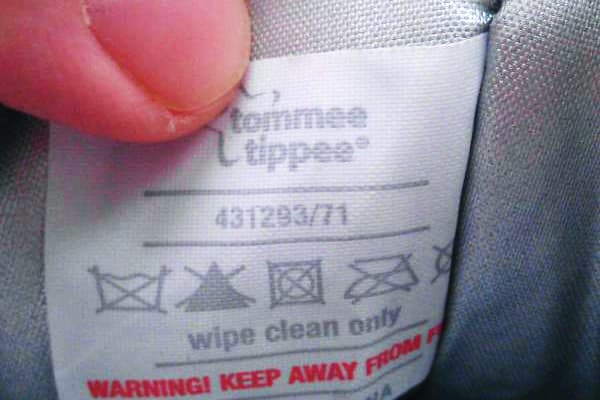 tommee
tippee®
431293/71
wipe clean only
WARNING! KEEP AWAY FROM